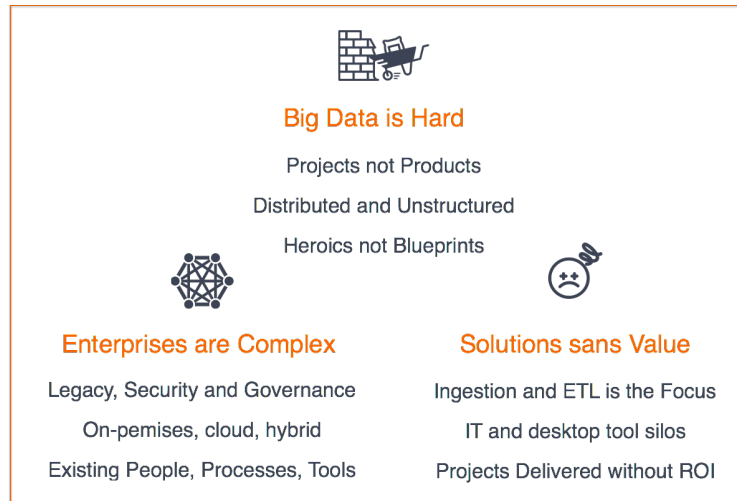 Big Data is Hard
Projects not Products
Distributed and Unstructured
Heroics not Blueprints
Enterprises are Complex
Legacy, Security and Governance
On-pemises, cloud, hybrid
Existing People, Processes, Tools
Solutions sans Value
Ingestion and ETL is the Focus
IT and desktop tool silos
Projects Delivered without ROI